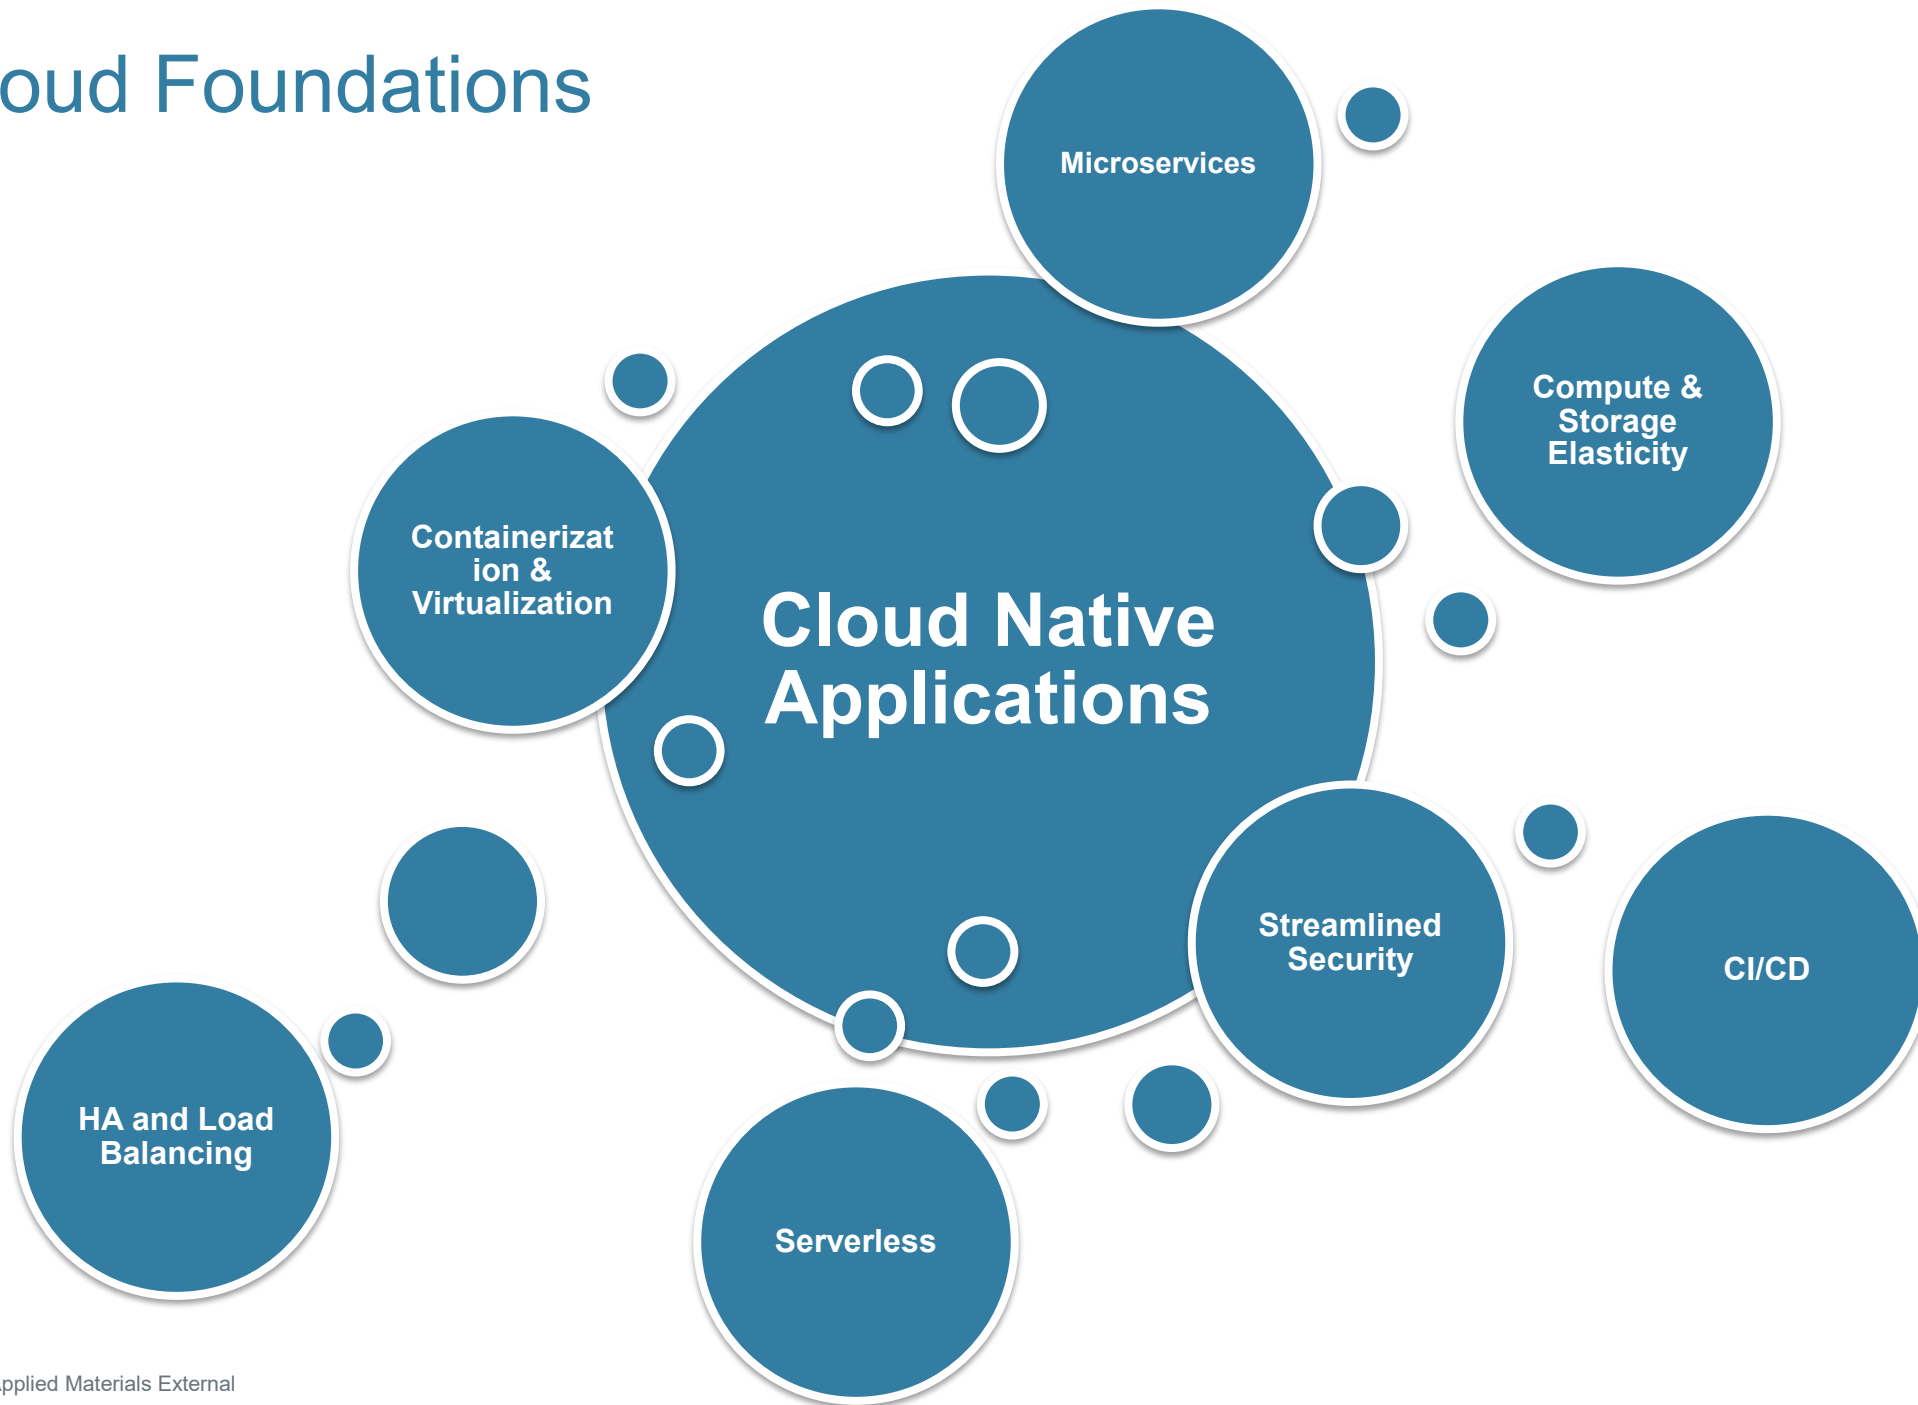 oud Foundations
Microservices
Compute &
Storage
Elasticity
Containerizat
ion &
Virtualization
Cloud Native
Applications
Streamlined
Security
CI/CD
HA and Load
Balancing
Serverless
pplied Materials External